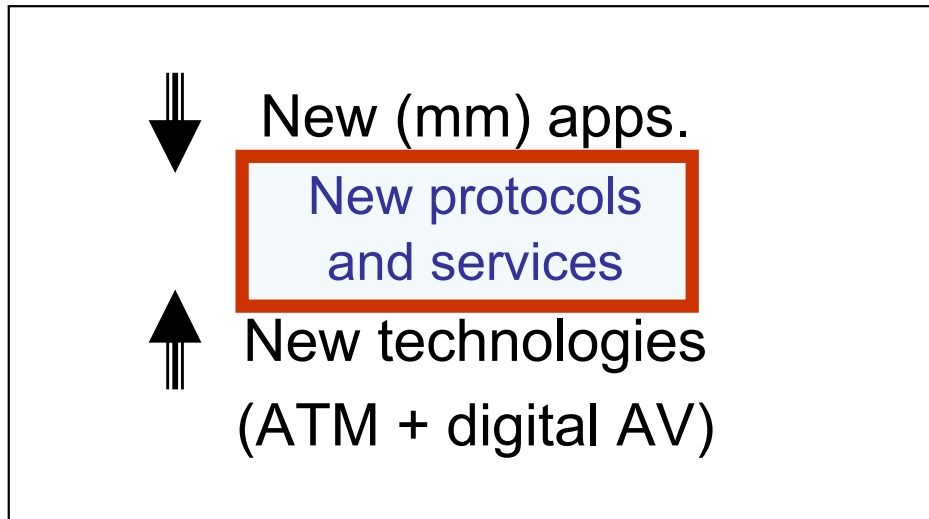 New (mm) apps.
New protocols
and services
New technologies
(ATM + digital AV)